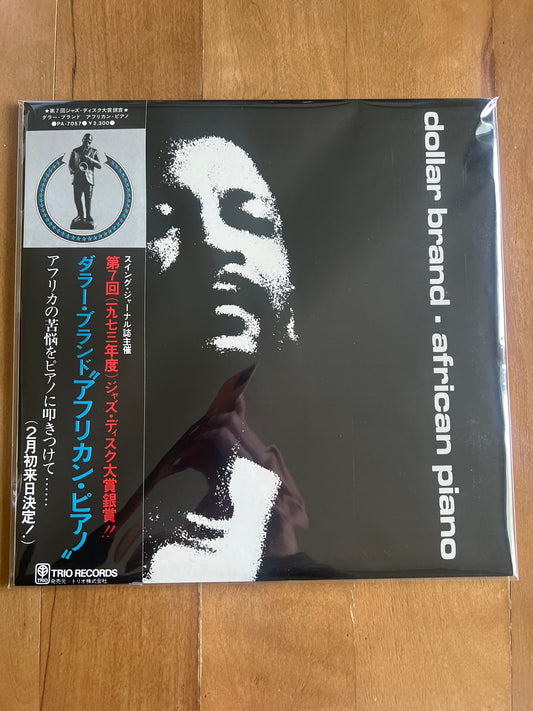 ★第7回ジャズ・ディスク大賞銀賞★
ダラー・ブランド アフリカン・ピアノ
●PA-7057●¥2,300●
スイング・ジャーナル誌主催
第7回(一九七三年度)ジャズ・ディスク大賞銀賞!!
ダラー・ブランド〝アフリカン・ピアノ〟
アフリカの苦悩をピアノに叩きつけて……
(2月初来日決定!)
TRIO
TRIO RECORDS
発売元─トリオ株式会社
dollar brand · african piano